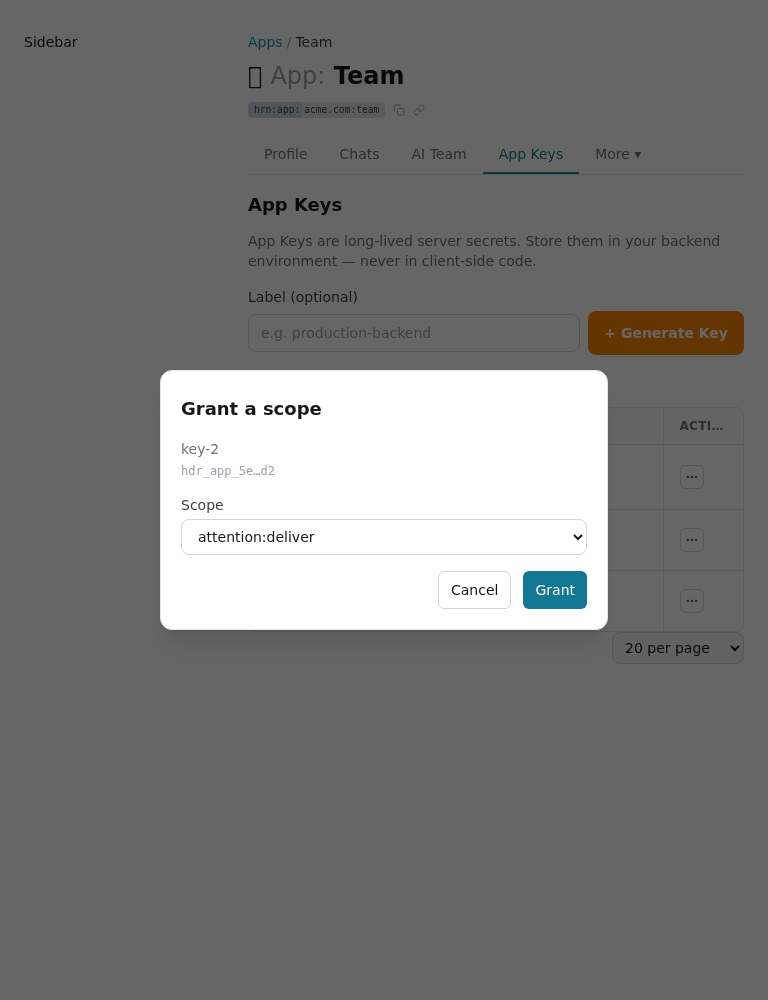 Sidebar
Apps / Team
App: Team
hrn:app: acme.com:team
Profile
Chats
AI Team
App Keys
More ▾
App Keys
App Keys are long-lived server secrets. Store them in your backend
environment — never in client-side code.
Label (optional)
e.g. production-backend
+ Generate Key
ACTI…
Grant a scope
key-2
hdr_app_5e…d2
Scope
attention:deliver
Cancel
Grant
20 per page